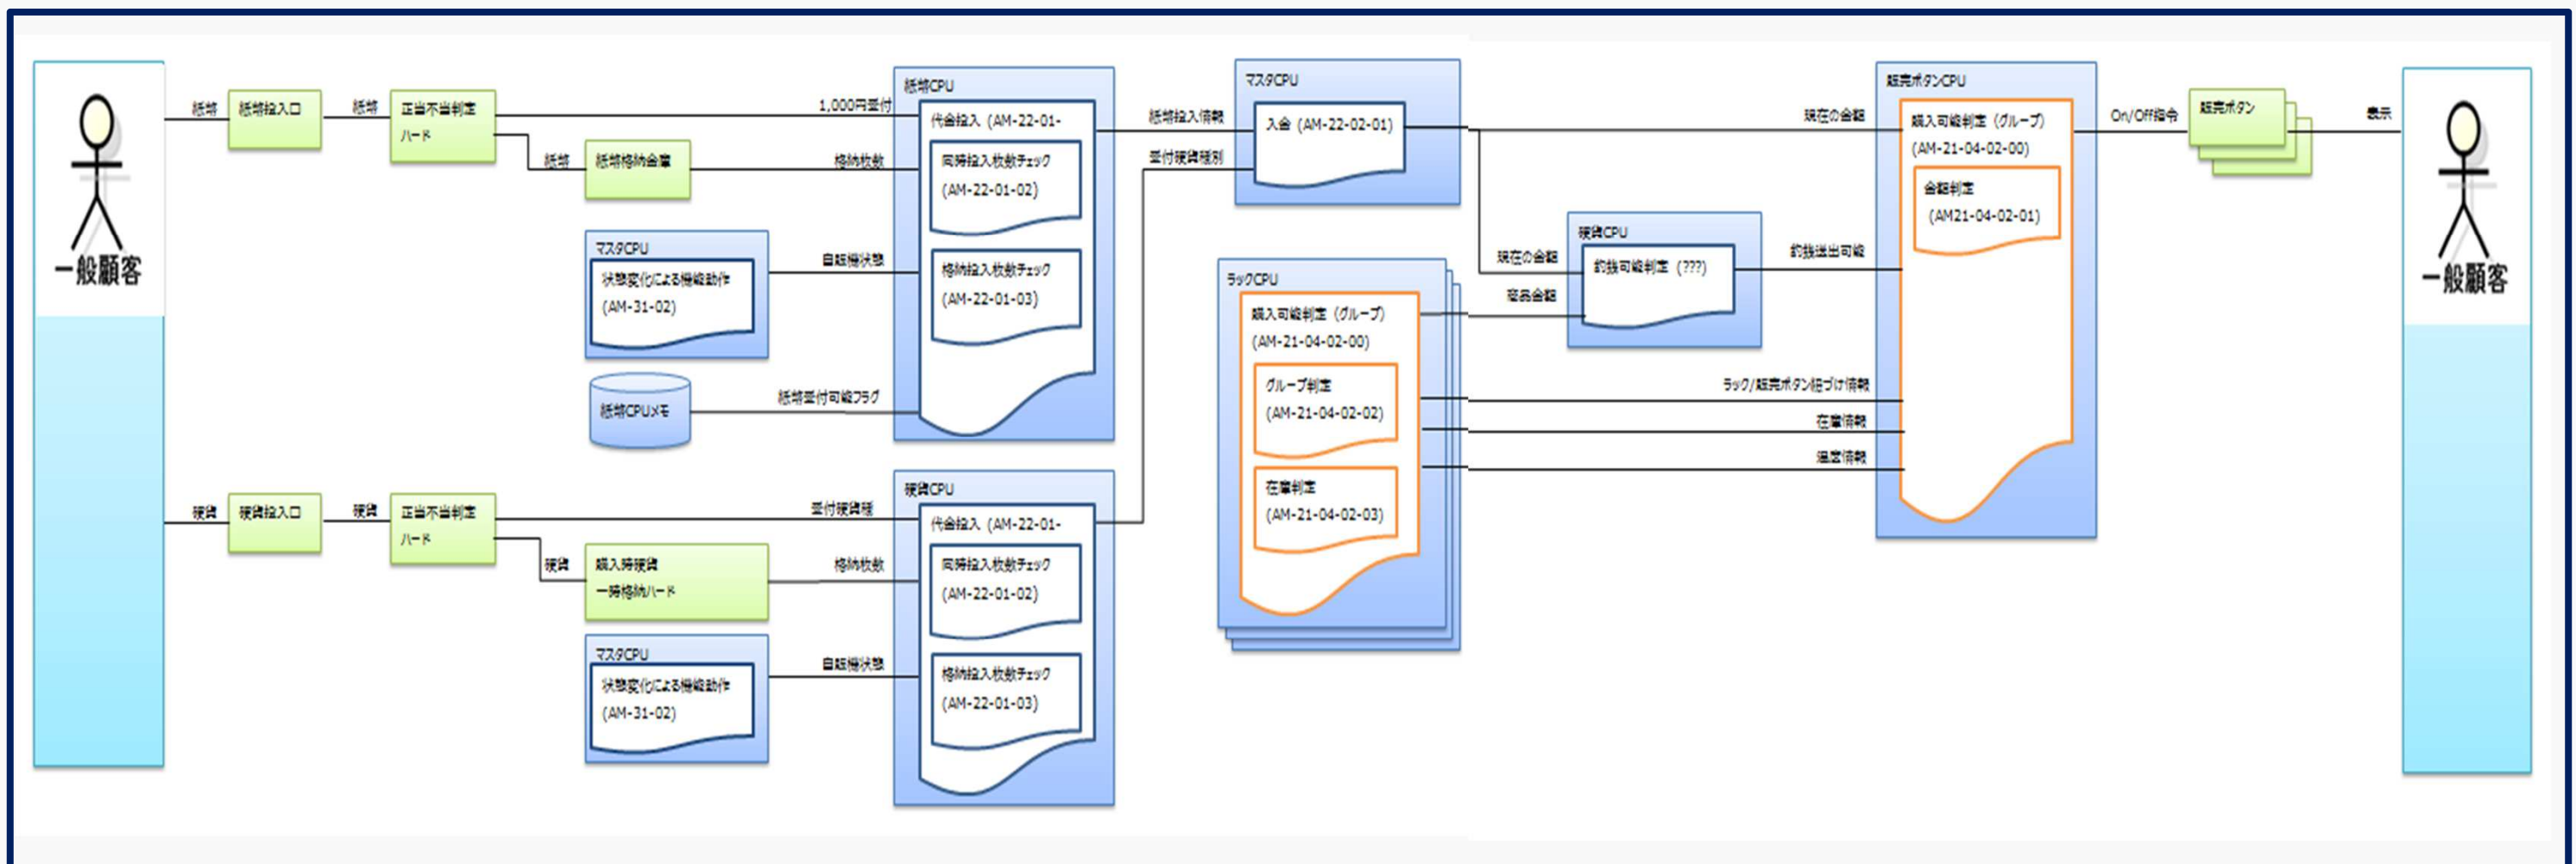 一般顧客
紙幣
紙幣投入口
紙幣
正当不当判定
ハード
紙幣
紙幣格納金庫
1,000円受付
格納枚数
マスタCPU
状態変化による機能動作
(AM-31-02)
自販機状態
紙幣CPUメモ
紙幣受付可能フラグ
紙幣CPU
代金投入 (AM-22-01-
同時投入枚数チェック
(AM-22-01-02)
格納投入枚数チェック
(AM-22-01-03)
硬貨
硬貨投入口
硬貨
正当不当判定
ハード
硬貨
購入時硬貨
一時格納ハード
受付硬貨種
格納枚数
マスタCPU
状態変化による機能動作
(AM-31-02)
自販機状態
硬貨CPU
代金投入 (AM-22-01-
同時投入枚数チェック
(AM-22-01-02)
格納投入枚数チェック
(AM-22-01-03)
紙幣投入情報
受付硬貨種別
マスタCPU
入金 (AM-22-02-01)
ラックCPU
購入可能判定 (グループ)
(AM-21-04-02-00)
グループ判定
(AM-21-04-02-02)
在庫判定
(AM-21-04-02-03)
現在の金額
商品金額
硬貨CPU
釣銭可能判定 (???)
現在の金額
釣銭送出可能
ラック/販売ボタン紐づけ情報
在庫情報
温度情報
販売ボタンCPU
購入可能判定 (グループ)
(AM-21-04-02-00)
金額判定
(AM21-04-02-01)
On/Off指令
販売ボタン
表示
一般顧客